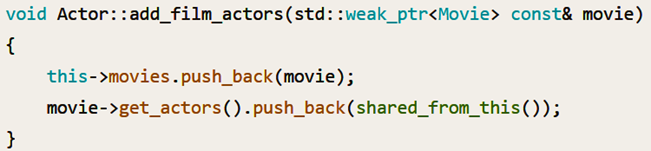 void Actor::add_film_actors(std::weak_ptr<Movie> const& movie)
{
    this->movies.push_back(movie);
    movie->get_actors().push_back(shared_from_this());
}